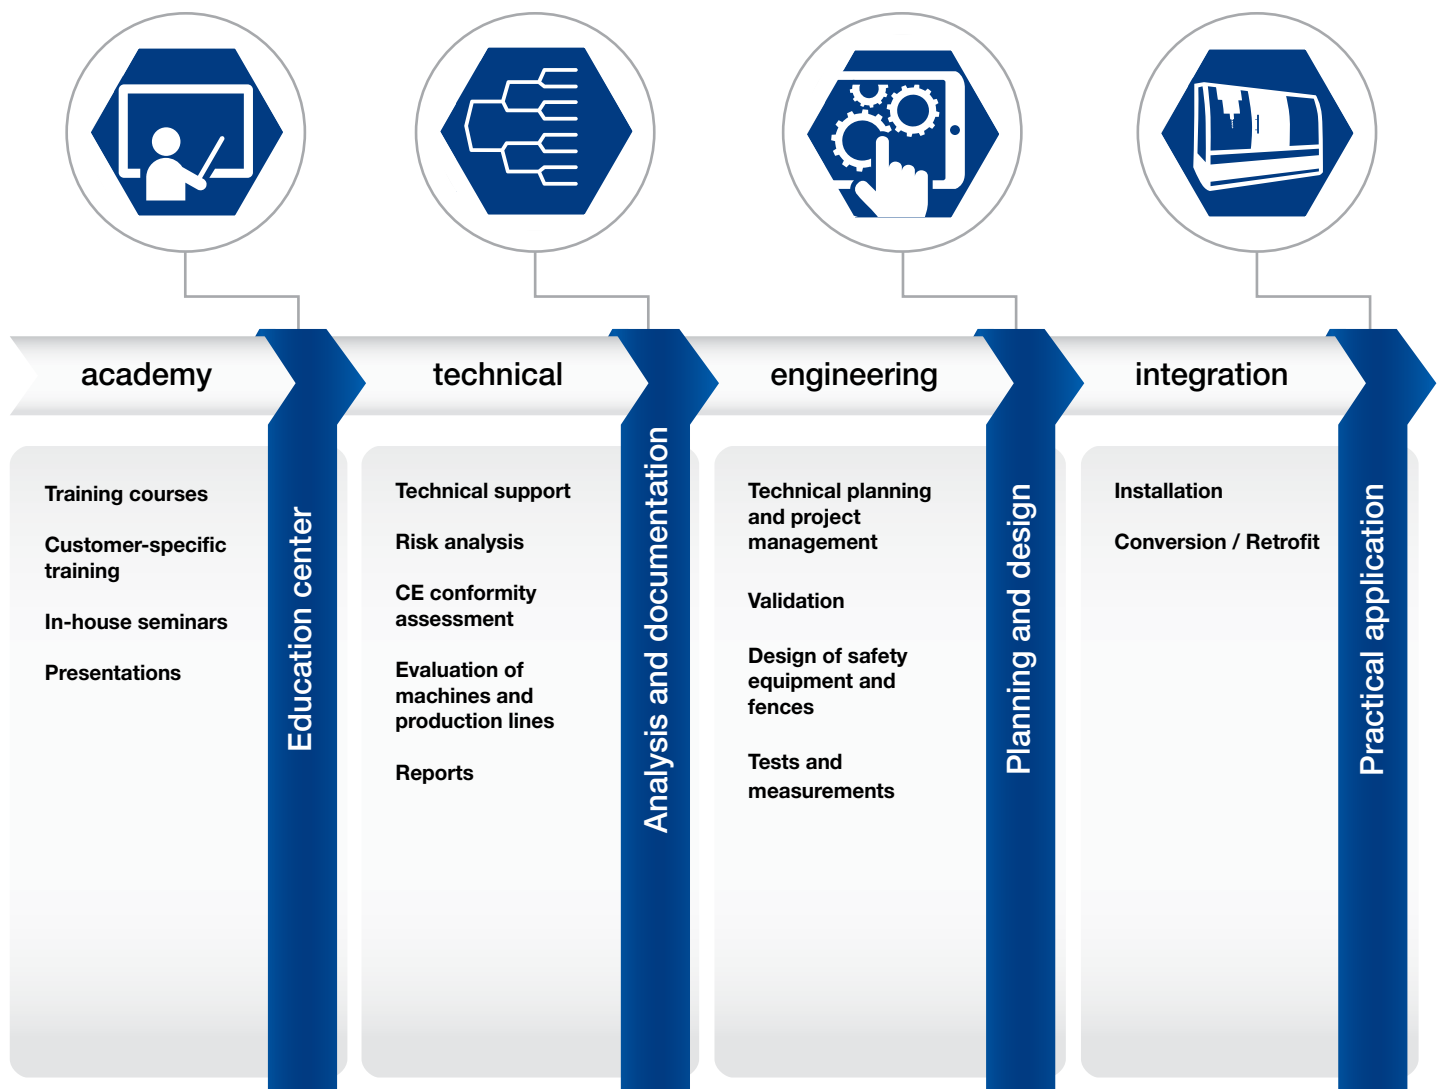 academy
technical
engineering
integration
Training courses
Customer-specific
training
In-house seminars
Presentations
Education center
Technical support
Risk analysis
CE conformity
assessment
Evaluation of
machines and
production lines
Reports
Analysis and documentation
Technical planning
and project
management
Validation
Design of safety
equipment and
fences
Tests and
measurements
Planning and design
Installation
Conversion / Retrofit
Practical application